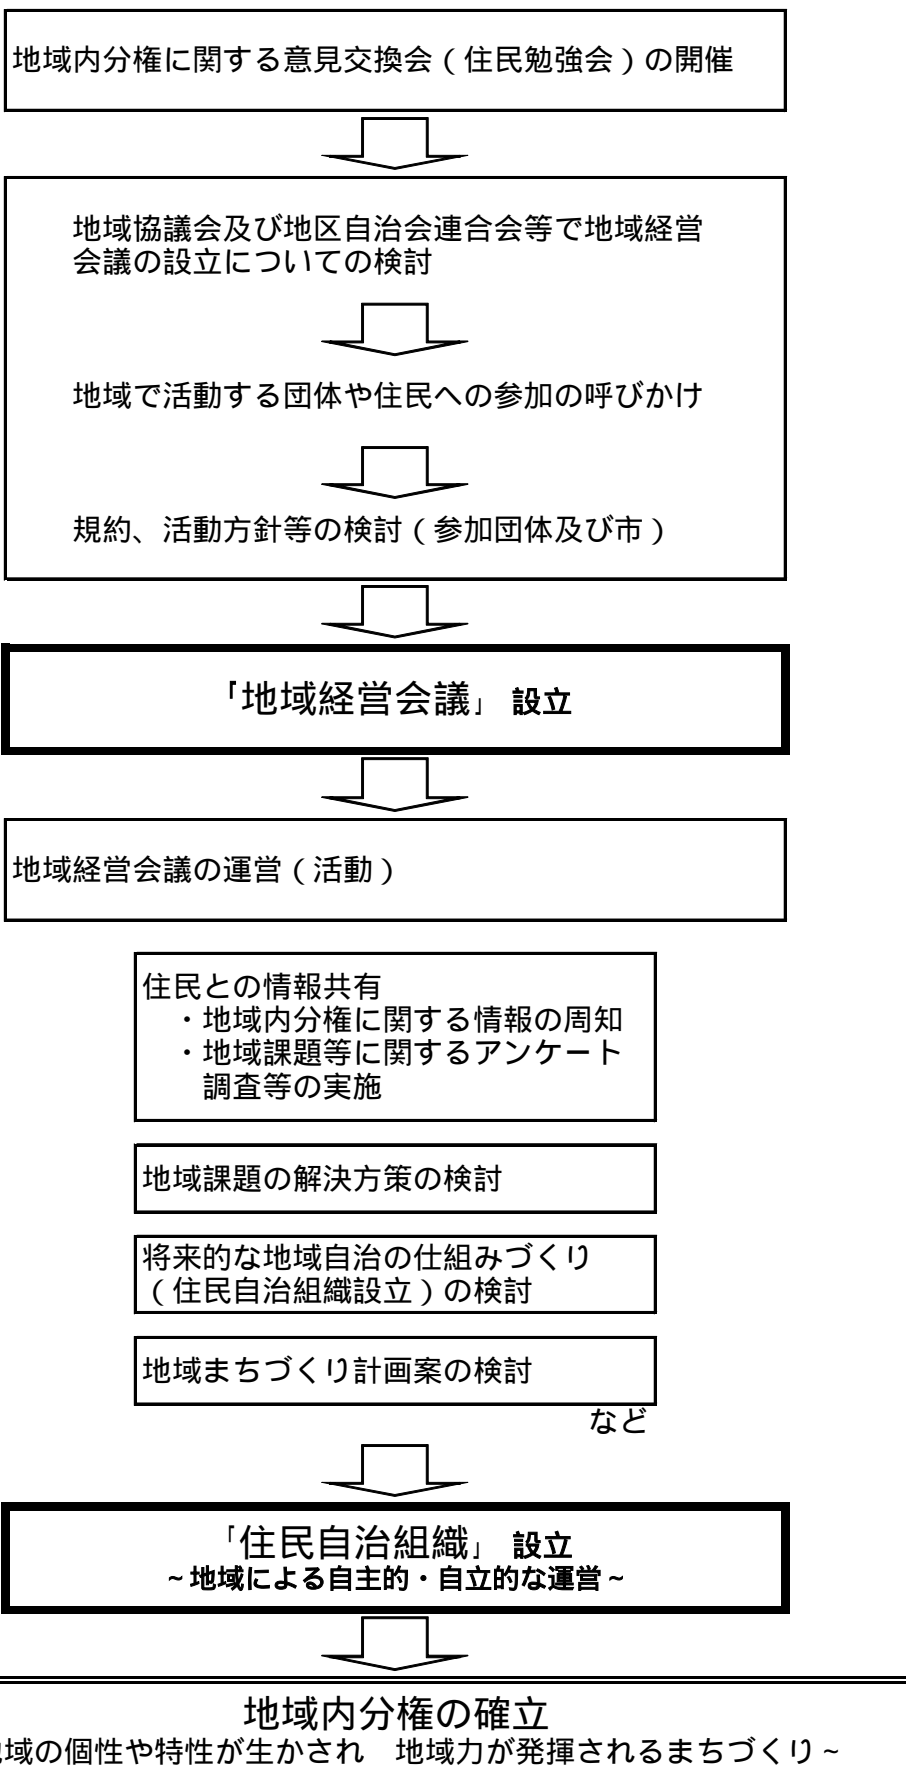 地域内分権に関する意見交換会（住民勉強会）の開催
地域協議会及び地区自治会連合会等で地域経営
会議の設立についての検討
地域で活動する団体や住民への参加の呼びかけ
規約、活動方針等の検討（参加団体及び市）
「地域経営会議」設立
地域経営会議の運営（活動）
住民との情報共有
・地域内分権に関する情報の周知
・地域課題等に関するアンケート
調査等の実施
地域課題の解決方策の検討
将来的な地域自治の仕組みづくり
（住民自治組織設立）の検討
地域まちづくり計画案の検討
など
「住民自治組織」設立
～地域による自主的・自立的な運営～
地域内分権の確立
域の個性や特性が生かされ　地域力が発揮されるまちづくり～